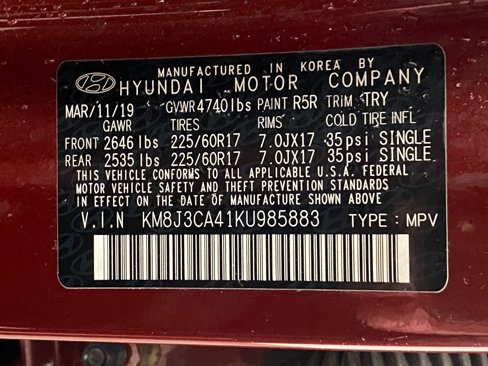 MANUFACTURED IN KOREA BY
HYUNDAI MOTOR COMPANY
MAR/11/19 GVWR 4740lbs PAINT R5R TRIM TRY
GAWR TIRES RIMS COLD TIRE INFL
FRONT 2646 lbs 225/60R17 7.0JX17 35psi SINGLE
REAR 2535 lbs 225/60R17 7.0JX17 35psi SINGLE
THIS VEHICLE CONFORMS TO ALL APPLICABLE U.S.A. FEDERAL
MOTOR VEHICLE SAFETY AND THEFT PREVENTION STANDARDS
IN EFFECT ON THE DATE OF MANUFACTURE SHOWN ABOVE
V.I.N KM8J3CA41KU985883 TYPE : MPV